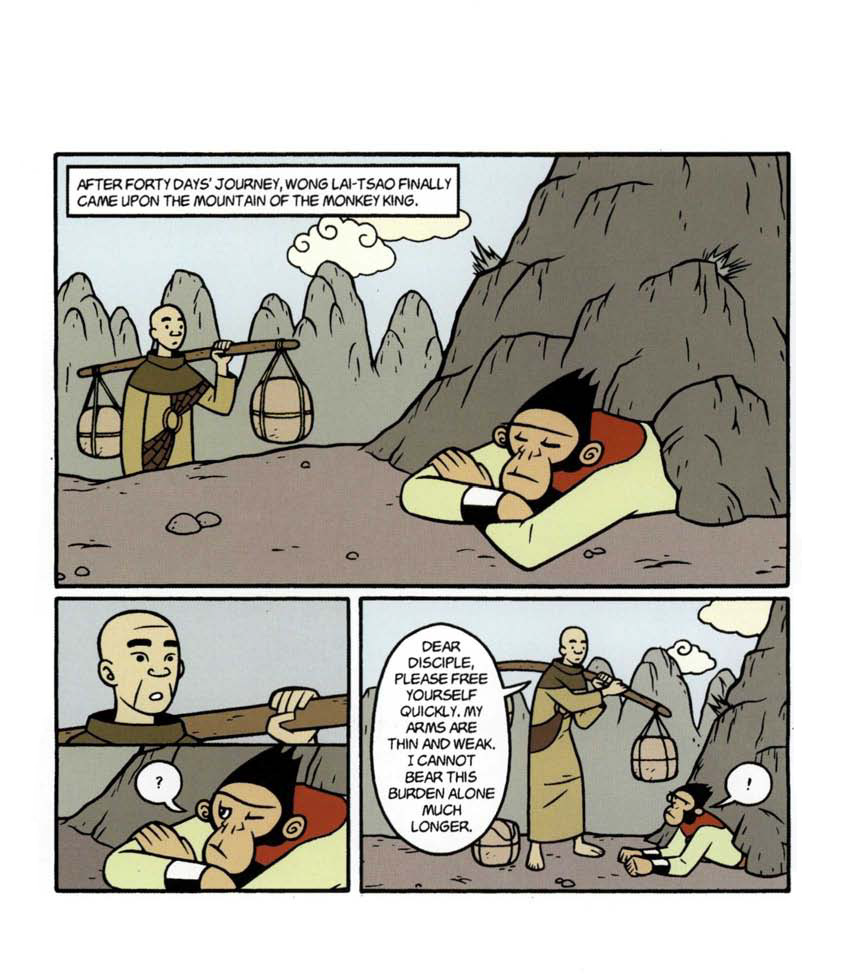 AFTER FORTY DAYS' JOURNEY, WONG LAI-TSAO FINALLY
CAME UPON THE MOUNTAIN OF THE MONKEY KING.
?
DEAR
DISCIPLE,
PLEASE FREE
YOURSELF
QUICKLY. MY
ARMS ARE
THIN AND WEAK.
I CANNOT
BEAR THIS
BURDEN ALONE
MUCH
LONGER.
!